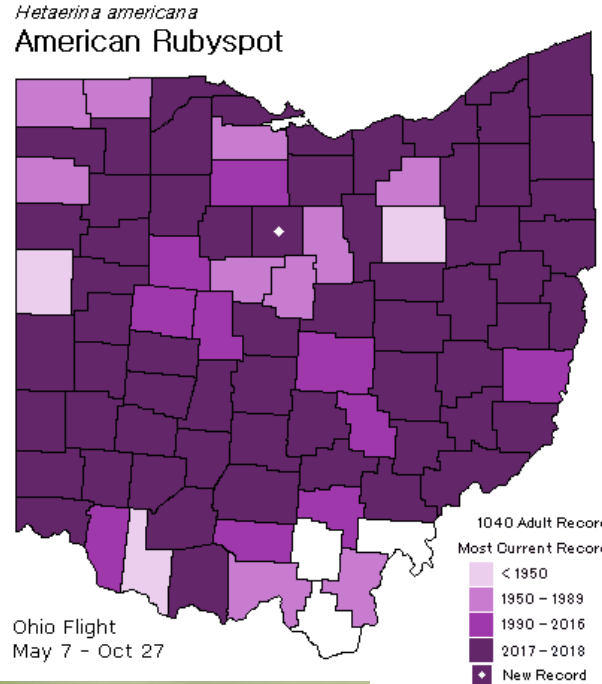 Hetaerina americana
American Rubyspot
1040 Adult Recor
Most Current Recor
< 1950
1950 - 1989
1990 - 2016
2017 - 2018
New Record
Ohio Flight
May 7 - Oct 27